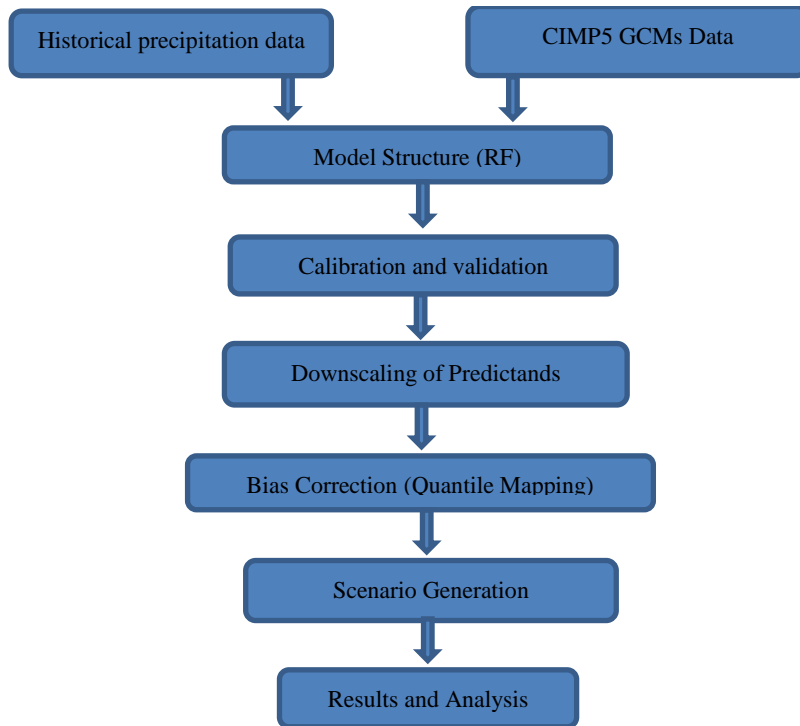 Historical precipitation data
CIMP5 GCMs Data
Model Structure (RF)
Calibration and validation
Downscaling of Predictands
Bias Correction (Quantile Mapping)
Scenario Generation
Results and Analysis